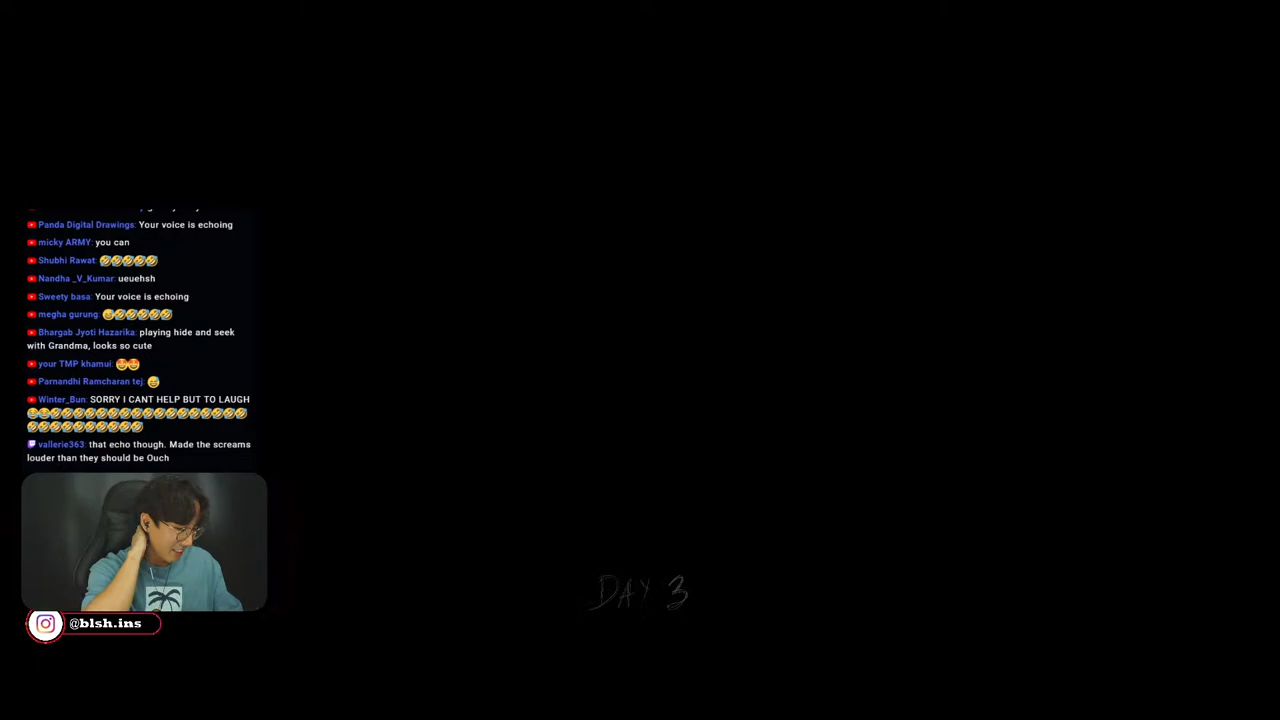 Panda Digital Drawings: Your voice is echoing
micky ARMY: you can
Shubhi Rawat: 🤣🤣🤣🤣🤣
Nandha _V_Kumar: ueuehsh
Sweety basa: Your voice is echoing
megha gurung: 😅🤣🤣🤣🤣🤣
Bhargab Jyoti Hazarika: playing hide and seek
with Grandma, looks so cute
your TMP khamui: 🤩🤩
Parnandhi Ramcharan tej: 😅
Winter_Bun: SORRY I CANT HELP BUT TO LAUGH
😂😂🤣🤣🤣🤣🤣🤣🤣🤣🤣🤣🤣🤣🤣🤣🤣🤣🤣
🤣🤣🤣🤣🤣🤣🤣🤣🤣🤣
vallerie363: that echo though. Made the screams
louder than they should be Ouch
@blsh.ins
DAY 3